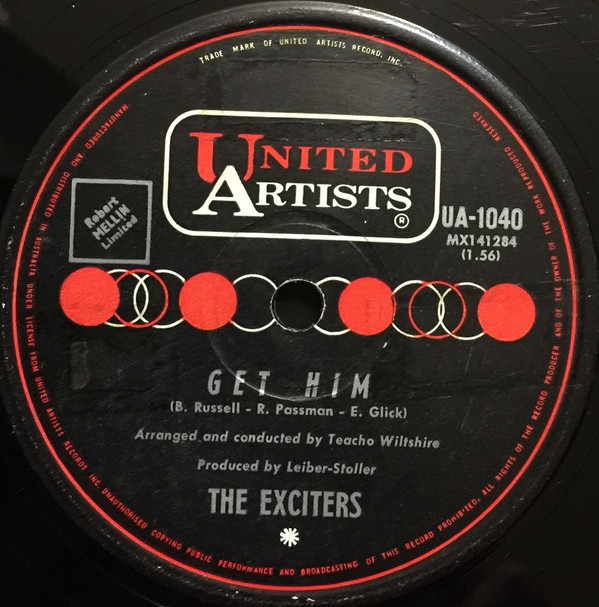 TRADE MARK OF UNITED ARTISTS RECORD, INC.
UNITED
ARTISTS
®
Robert
MELLIN
Limited
UA-1040
MX141284
(1.56)
GET HIM
(B. Russell - R. Passman - E. Glick)
Arranged and conducted by Teacho Wiltshire
Produced by Leiber-Stoller
THE EXCITERS
MANUFACTURED AND DISTRIBUTED IN AUSTRALIA UNDER LICENSE FROM UNITED ARTISTS RECORDS INC. UNAUTHORISED COPYING PUBLIC PERFORMANCE AND BROADCASTING OF THIS RECORD PROHIBITED. ALL RIGHTS OF THE RECORD PRODUCER AND OF THE OWNER OF THE WORK REPRODUCED RESERVED